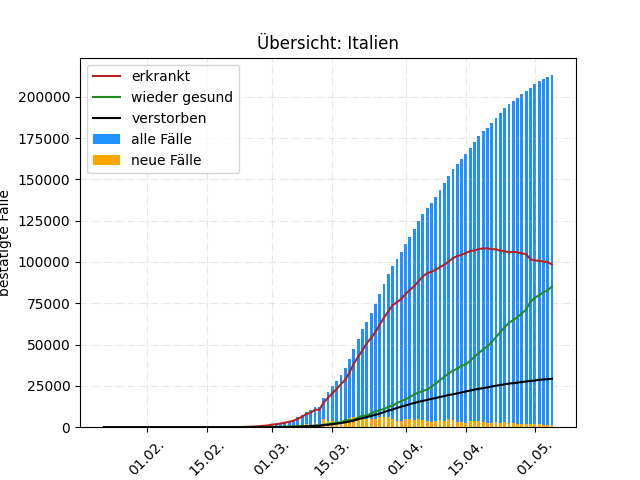 Übersicht: Italien
erkrankt
wieder gesund
verstorben
alle Fälle
neue Fälle
bestätigte Fälle
200000
175000
150000
125000
100000
75000
50000
25000
0
01.02.
15.02.
01.03.
15.03.
01.04.
15.04.
01.05.